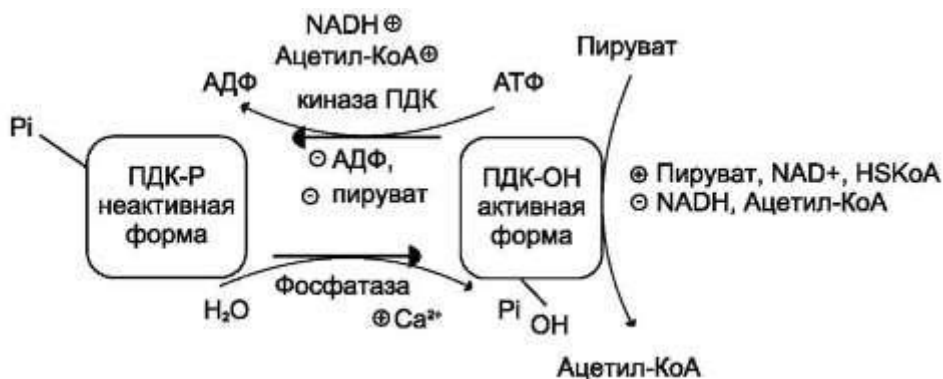 NADH ⊕
Ацетил-КоА⊕
Пируват
АДФ
киназа ПДК
АТФ
Pi
ПДК-P
неактивная
форма
⊖ АДФ,
⊖ пируват
ПДК-ОН
активная
форма
⊕ Пируват, NAD+, HSKoA
⊖ NADH, Ацетил-КоА
H₂O
Фосфатаза
⊕Ca²⁺
Pi
OH
Ацетил-КоА